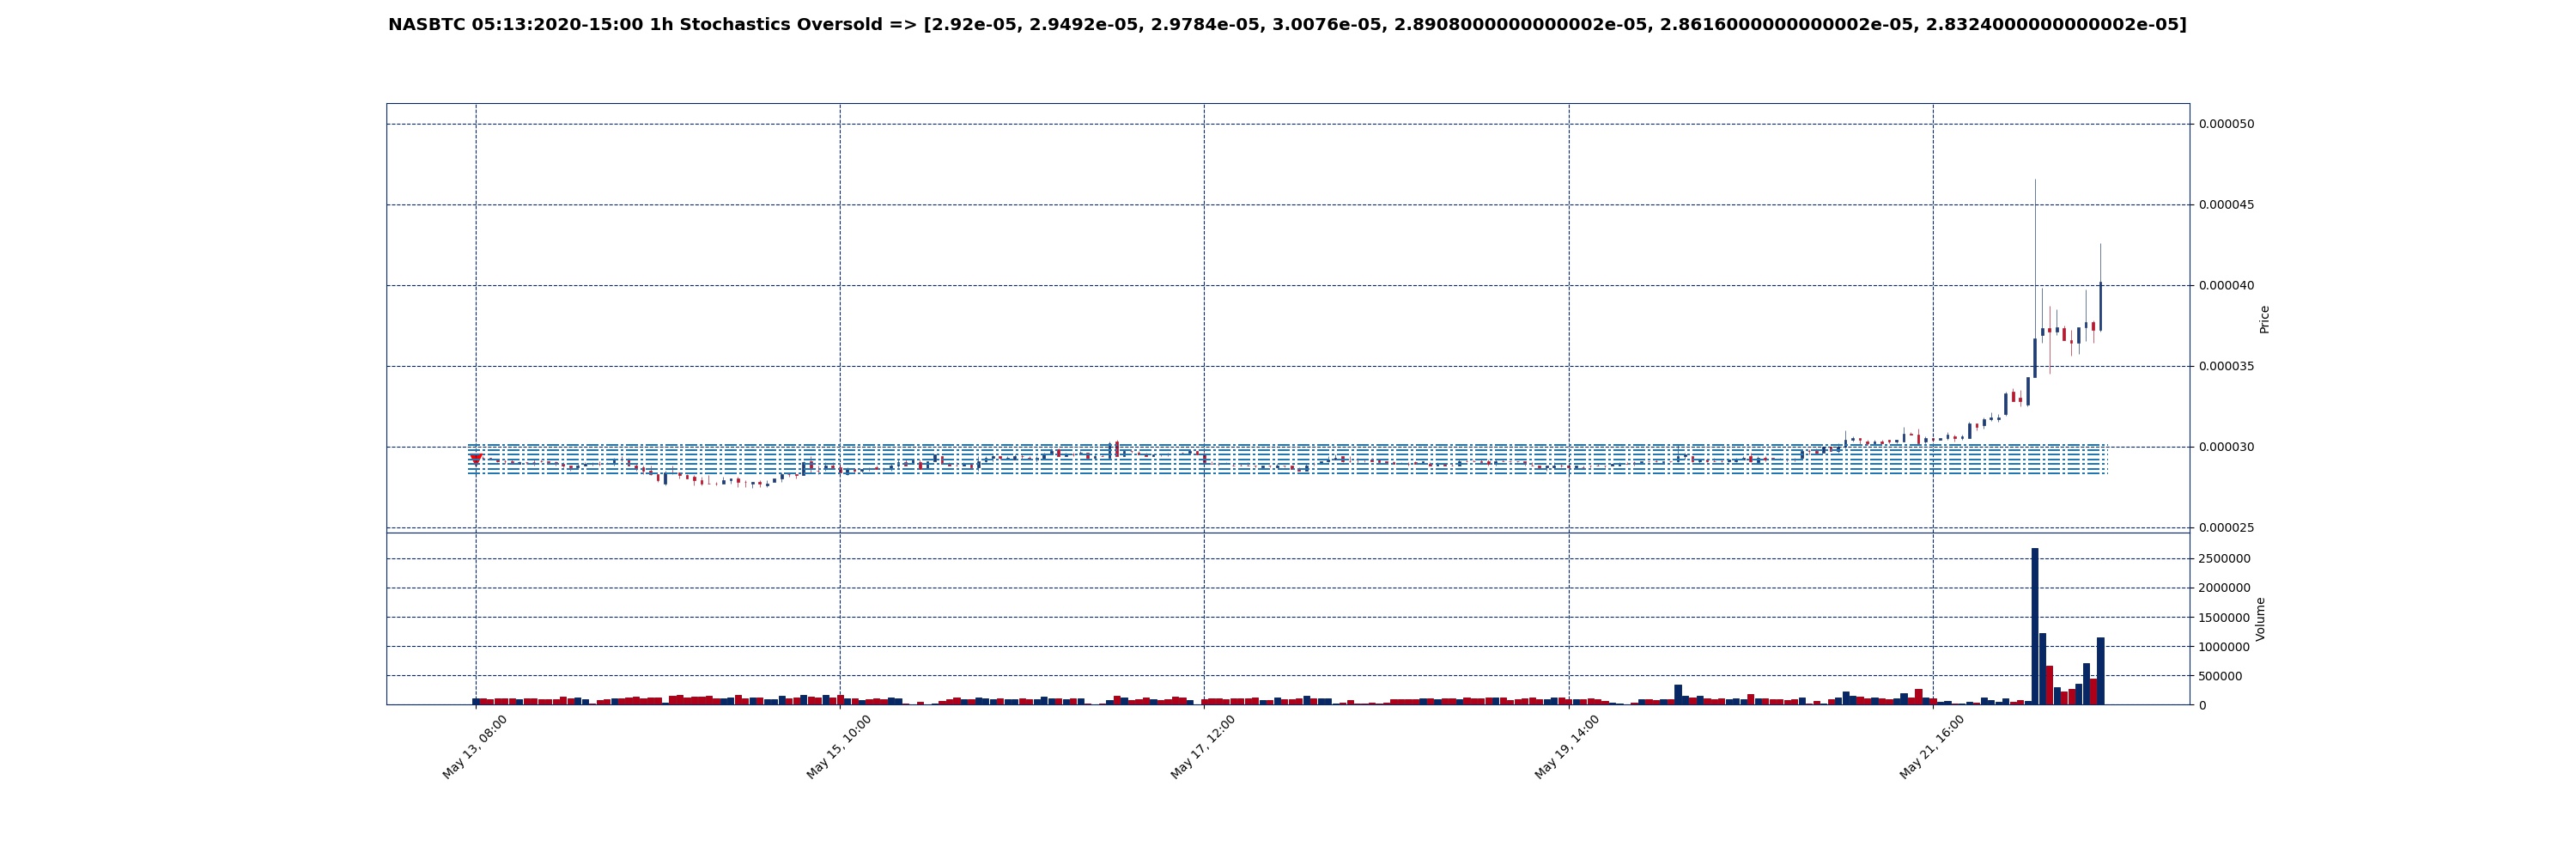 NASBTC 05:13:2020-15:00 1h Stochastics Oversold => [2.92e-05, 2.9492e-05, 2.9784e-05, 3.0076e-05, 2.8908000000000002e-05, 2.8616000000000002e-05, 2.8324000000000002e-05]
0.000050
0.000045
0.000040
0.000035
0.000030
0.000025
Price
2500000
2000000
1500000
1000000
500000
0
Volume
May 13, 08:00
May 15, 10:00
May 17, 12:00
May 19, 14:00
May 21, 16:00